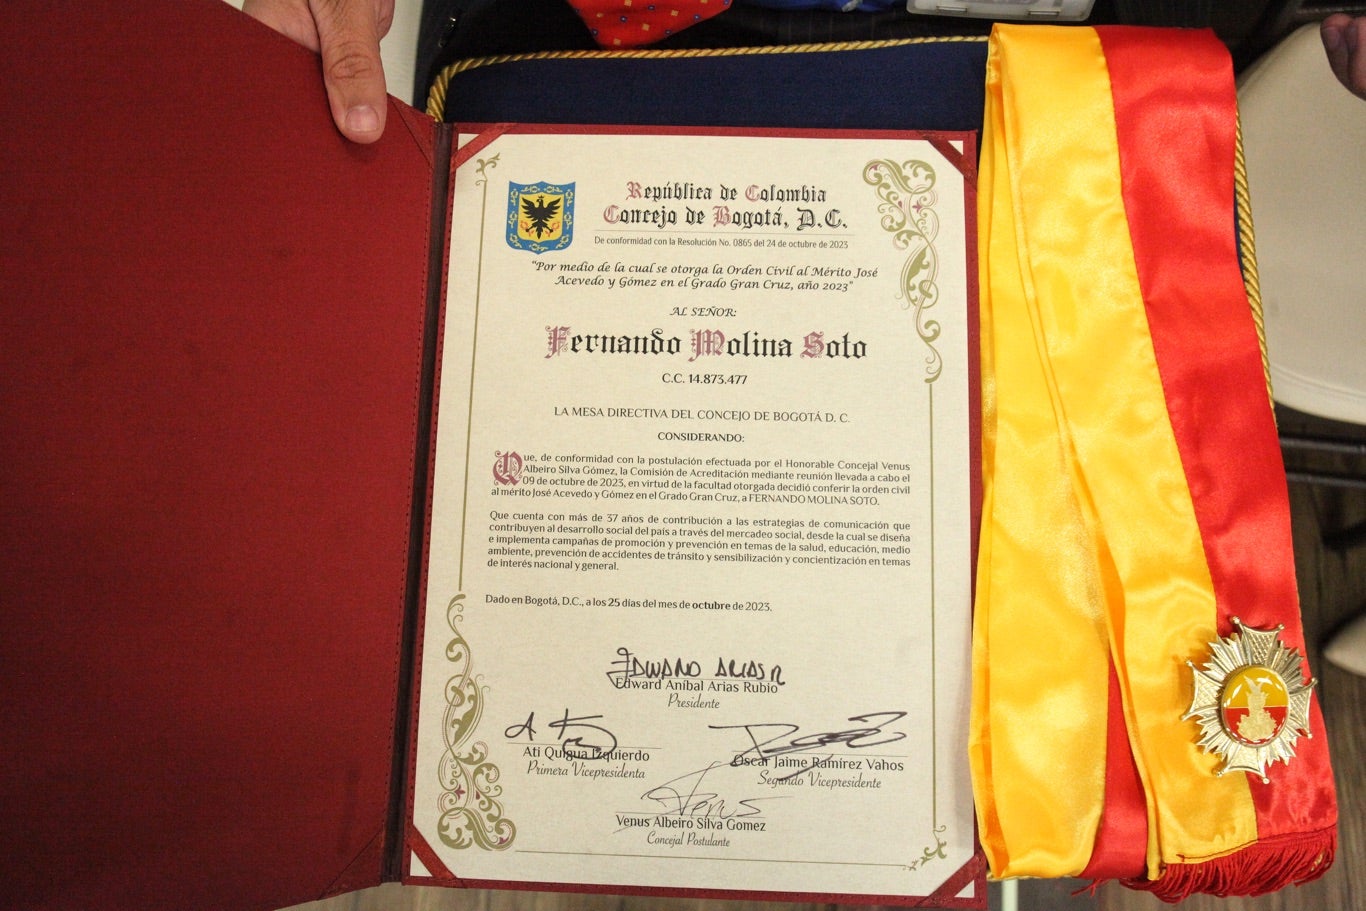 República de Colombia
Concejo de Bogotá, D.C.
De conformidad con la Resolución No. 0865 del 24 de octubre de 2023
"Por medio de la cual se otorga la Orden Civil al Mérito José
Acevedo y Gómez en el Grado Gran Cruz, año 2023"
AL SEÑOR:
Fernando Molina Soto
C.C. 14.873.477
LA MESA DIRECTIVA DEL CONCEJO DE BOGOTÁ D. C.
CONSIDERANDO:
Que, de conformidad con la postulación efectuada por el Honorable Concejal Venus
Albeiro Silva Gómez, la Comisión de Acreditación mediante reunión llevada a cabo el
09 de octubre de 2023, en virtud de la facultad otorgada decidió conferir la orden civil
al mérito José Acevedo y Gómez en el Grado Gran Cruz, a FERNANDO MOLINA SOTO.
Que cuenta con más de 37 años de contribución a las estrategias de comunicación que
contribuyen al desarrollo social del país a través del mercadeo social, desde la cual se diseña
e implementa campañas de promoción y prevención en temas de la salud, educación, medio
ambiente, prevención de accidentes de tránsito y sensibilización y concientización en temas
de interés nacional y general.
Dado en Bogotá, D.C., a los 25 días del mes de octubre de 2023.
EDWARD ARIAS R
Edward Aníbal Arias Rubio
Presidente
Ati Quigua Izquierdo
Primera Vicepresidenta
Oscar Jaime Ramírez Vahos
Segundo Vicepresidente
Venus
Venus Albeiro Silva Gomez
Concejal Postulante